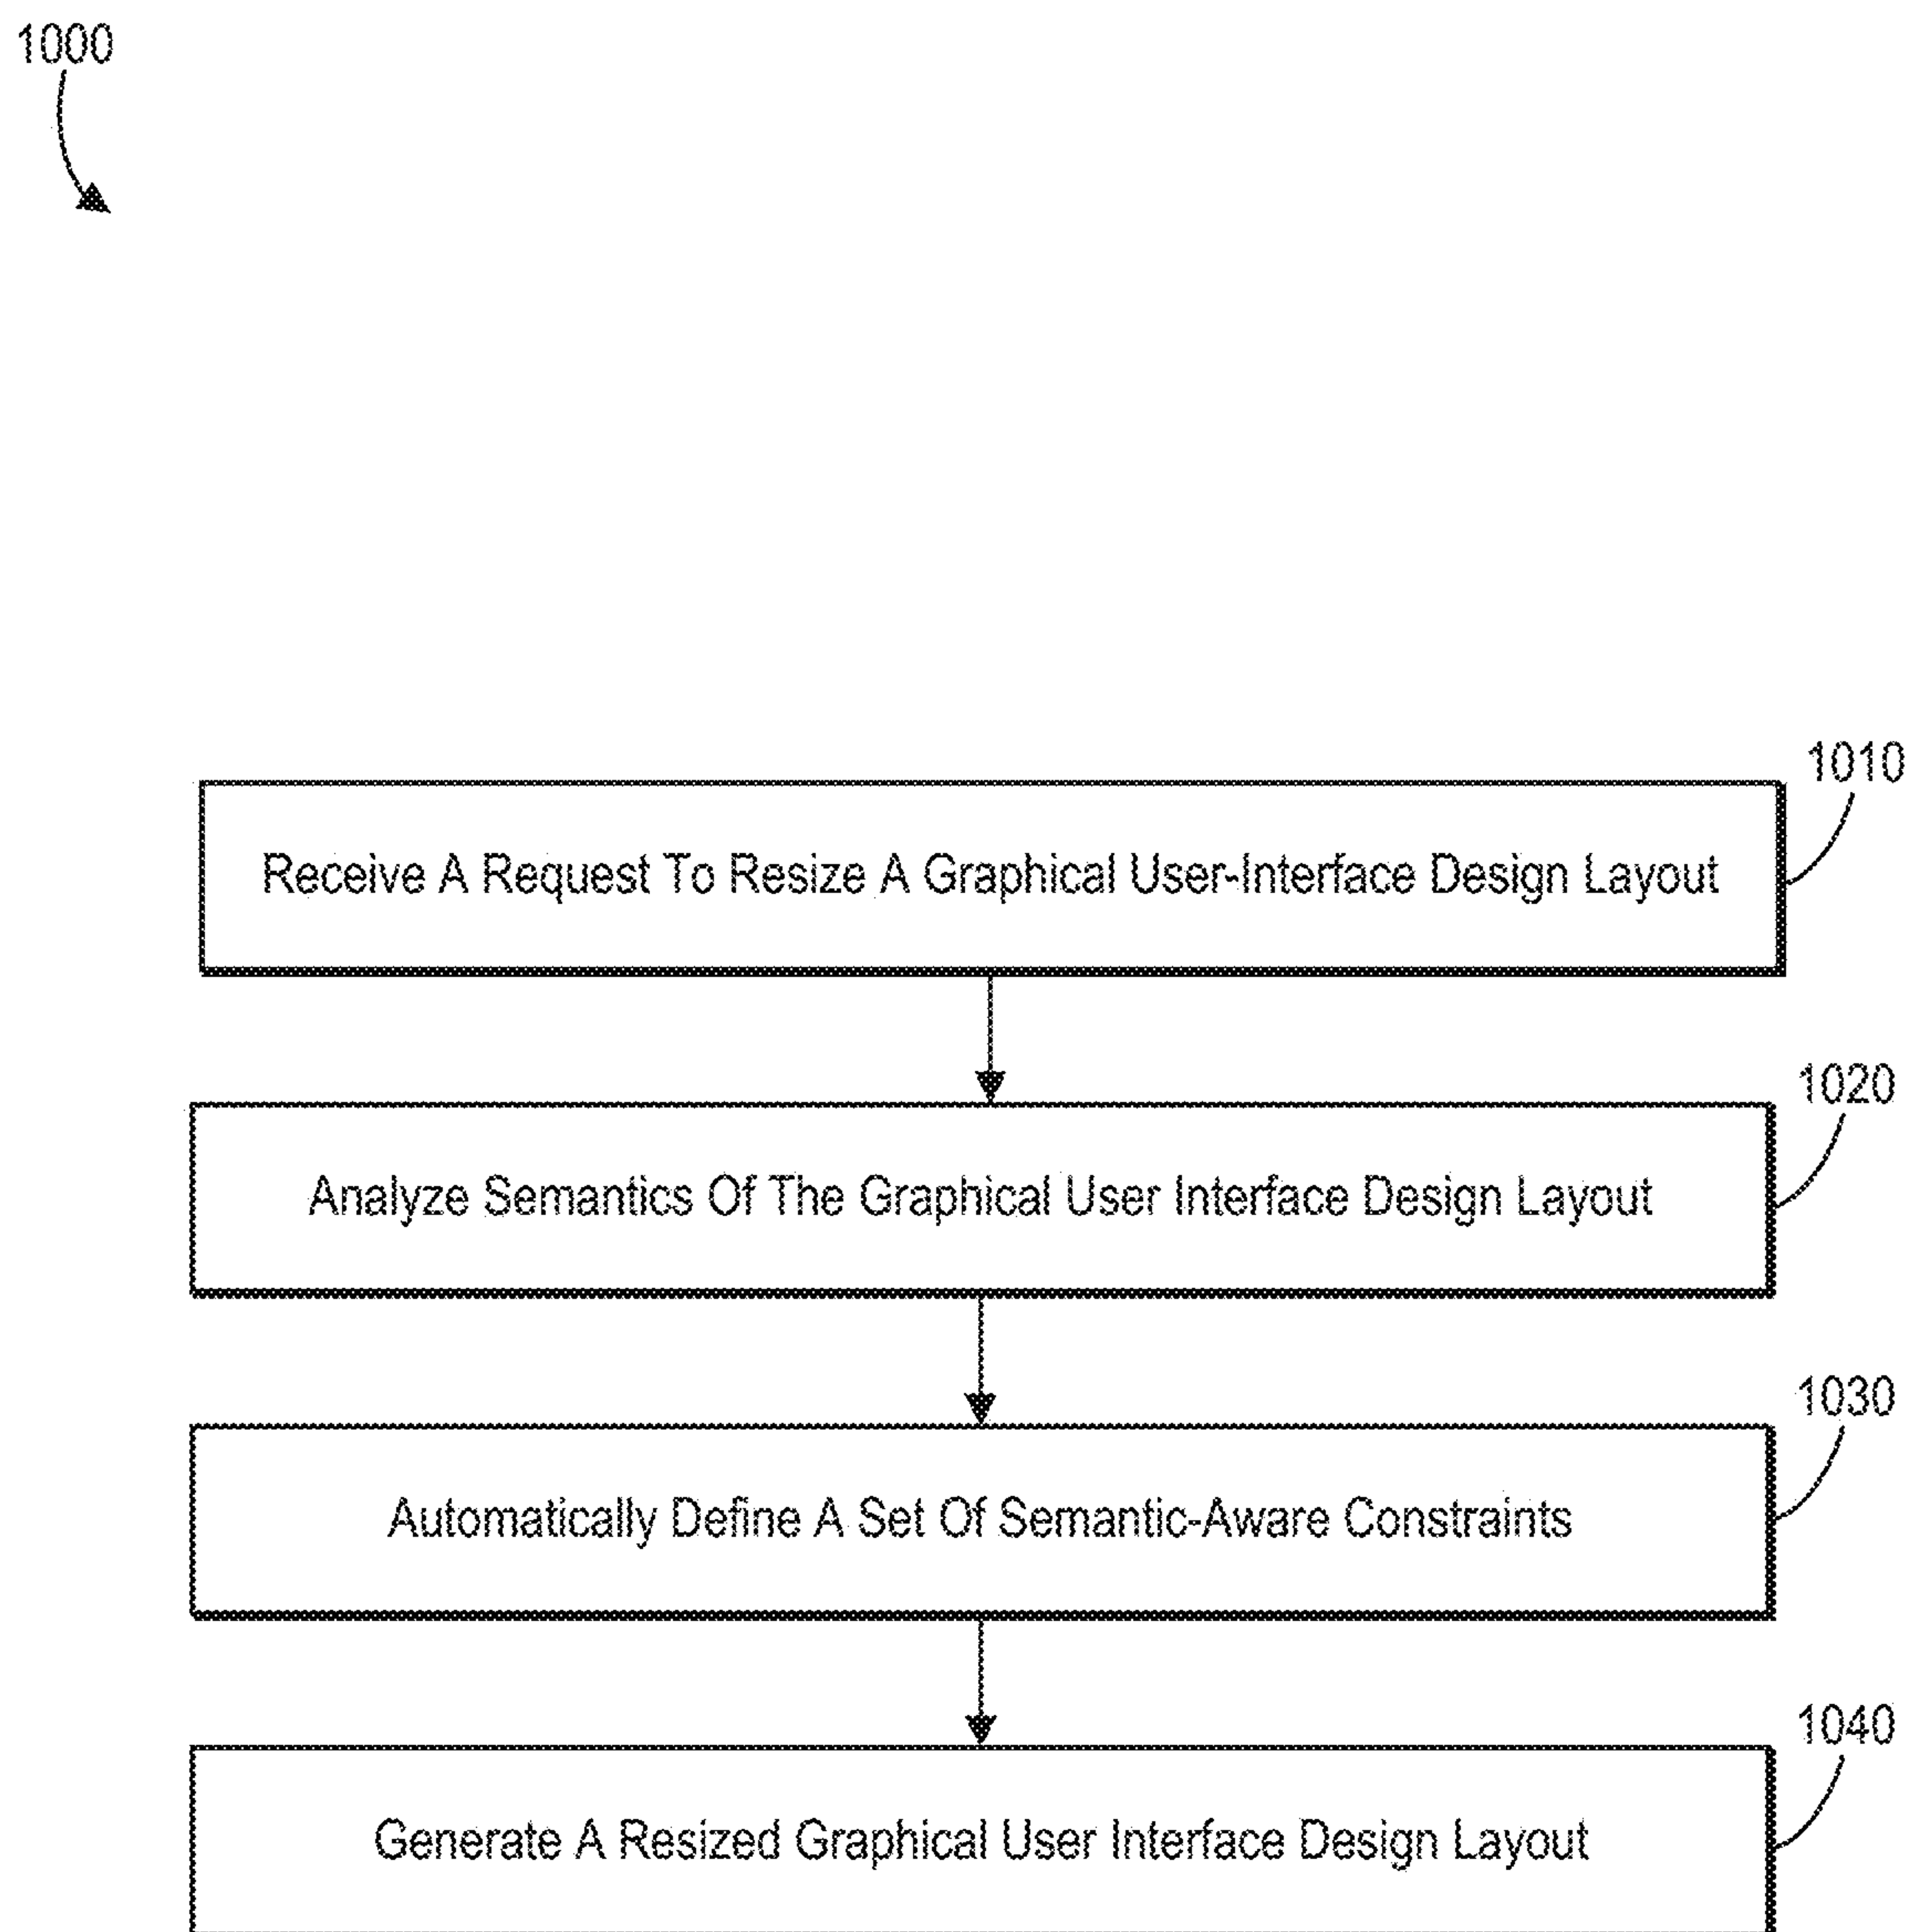 1000
1010
Receive A Request To Resize A Graphical User-Interface Design Layout
1020
Analyze Semantics Of The Graphical User Interface Design Layout
1030
Automatically Define A Set Of Semantic-Aware Constraints
1040
Generate A Resized Graphical User Interface Design Layout